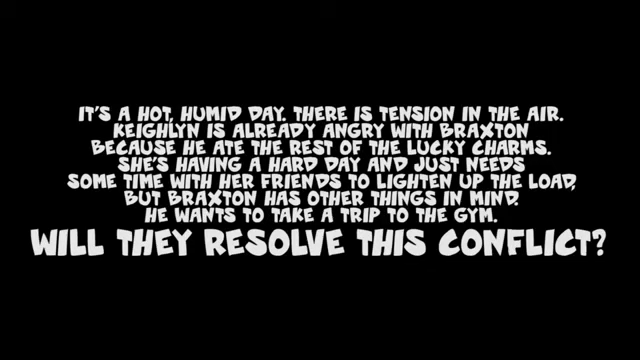 IT'S A HOT, HUMID DAY. THERE IS TENSION IN THE AIR.
KEIGHLYN IS ALREADY ANGRY WITH BRAXTON
BECAUSE HE ATE THE REST OF THE LUCKY CHARMS.
SHE'S HAVING A HARD DAY AND JUST NEEDS
SOME TIME WITH HER FRIENDS TO LIGHTEN UP THE LOAD,
BUT BRAXTON HAS OTHER THINGS IN MIND.
HE WANTS TO TAKE A TRIP TO THE GYM.
WILL THEY RESOLVE THIS CONFLICT?